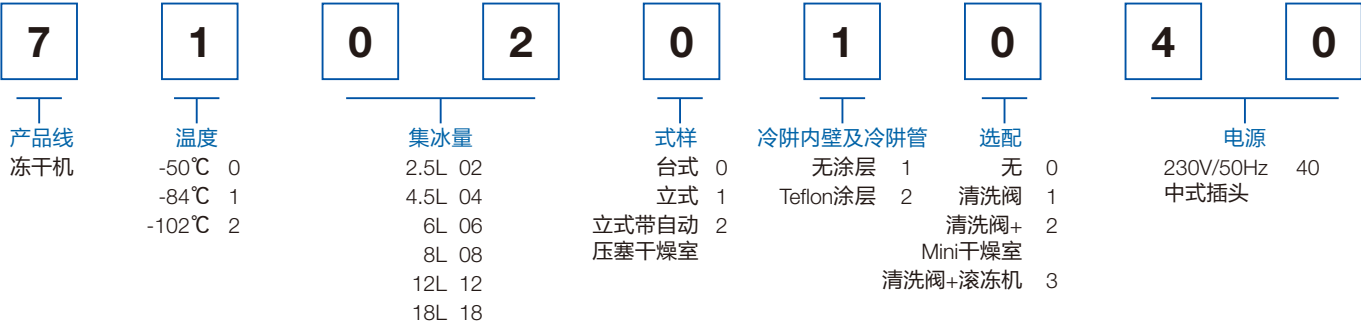 7 1 0 2 0 1 0 4 0
产品线 温度 集冰量 式样 冷阱内壁及冷阱管 选配 电源
冻干机 -50℃ 0 2.5L 02 台式 0 无涂层 1 无 0 230V/50Hz 40
-84℃ 1 4.5L 04 立式 1 Teflon涂层 2 清洗阀 1 中式插头
-102℃ 2 6L 06 立式带自动 2 清洗阀+ 2
8L 08 压塞干燥室 Mini干燥室
12L 12 清洗阀+滚冻机 3
18L 18